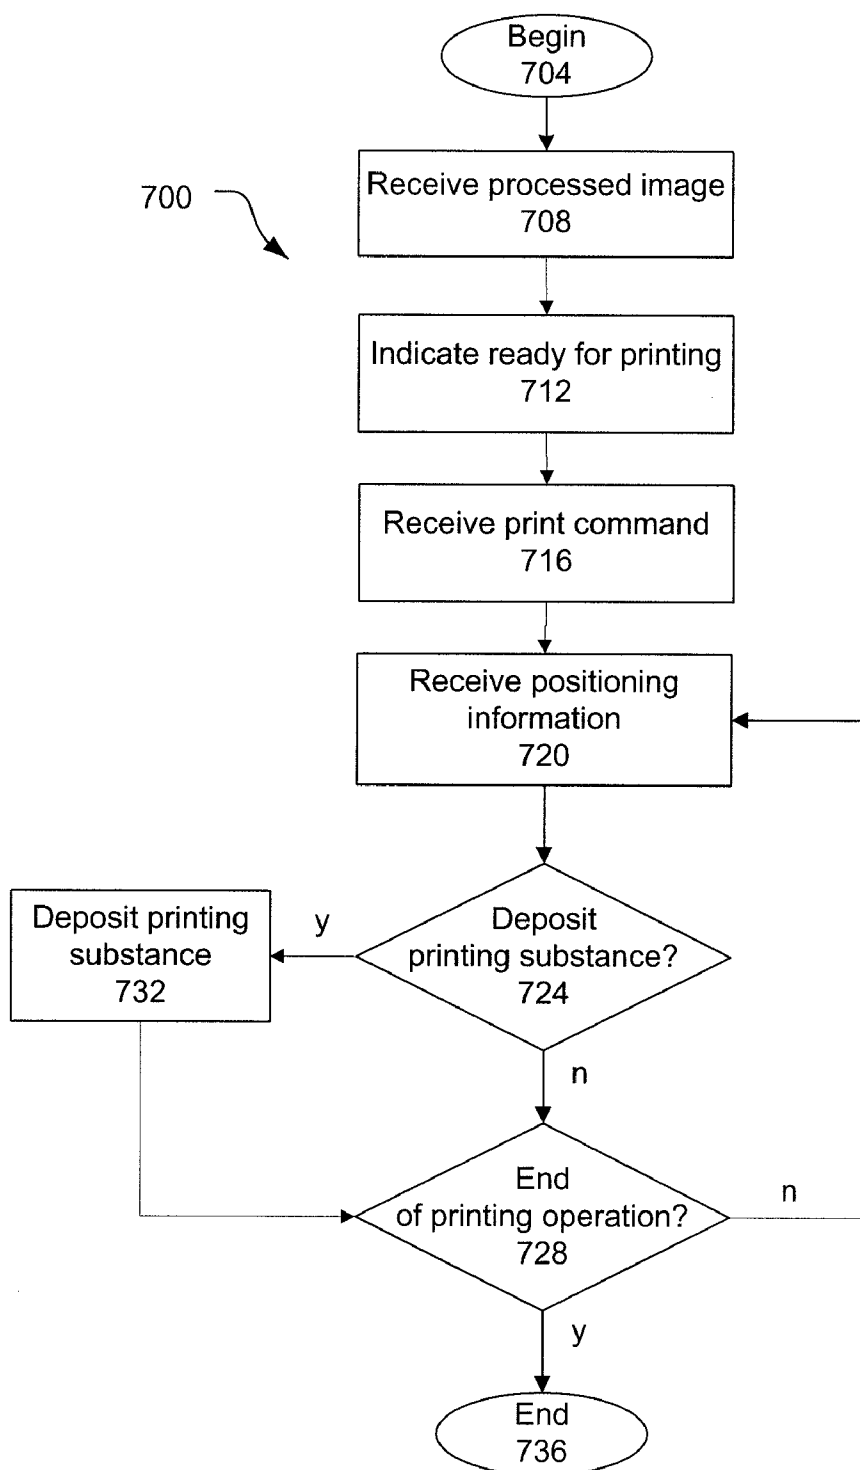 Begin
704
Receive processed image
708
700
Indicate ready for printing
712
Receive print command
716
Receive positioning
information
720
Deposit
printing substance?
724
y
Deposit printing
substance
732
n
End
of printing operation?
728
n
y
End
736